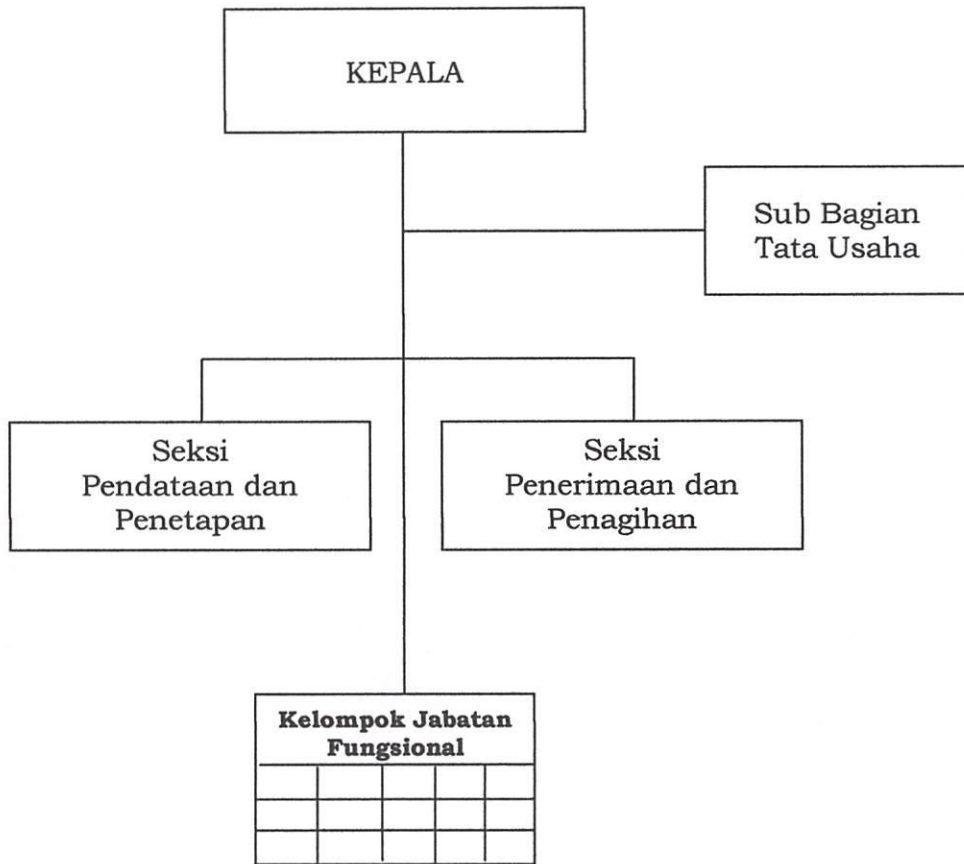 KEPALA
Sub Bagian
Tata Usaha
Seksi
Pendataan dan
Penetapan
Seksi
Penerimaan dan
Penagihan
Kelompok Jabatan
Fungsional